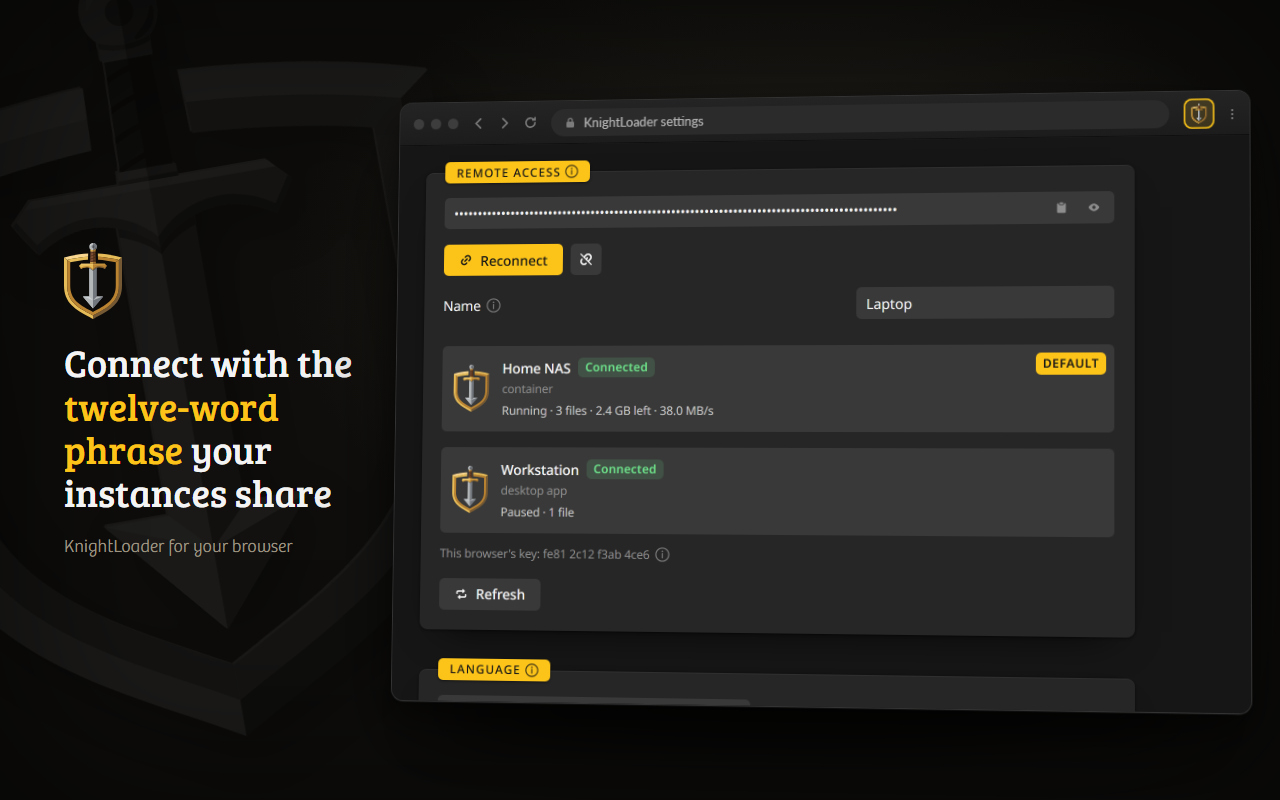 Connect with the
twelve-word
phrase your
instances share
KnightLoader for your browser
KnightLoader settings
REMOTE ACCESS
Reconnect
Name
Laptop
Home NAS Connected
DEFAULT
container
Running · 3 files · 2.4 GB left · 38.0 MB/s
Workstation Connected
desktop app
Paused · 1 file
This browser's key: fe81 2c12 f3ab 4ce6
Refresh
LANGUAGE